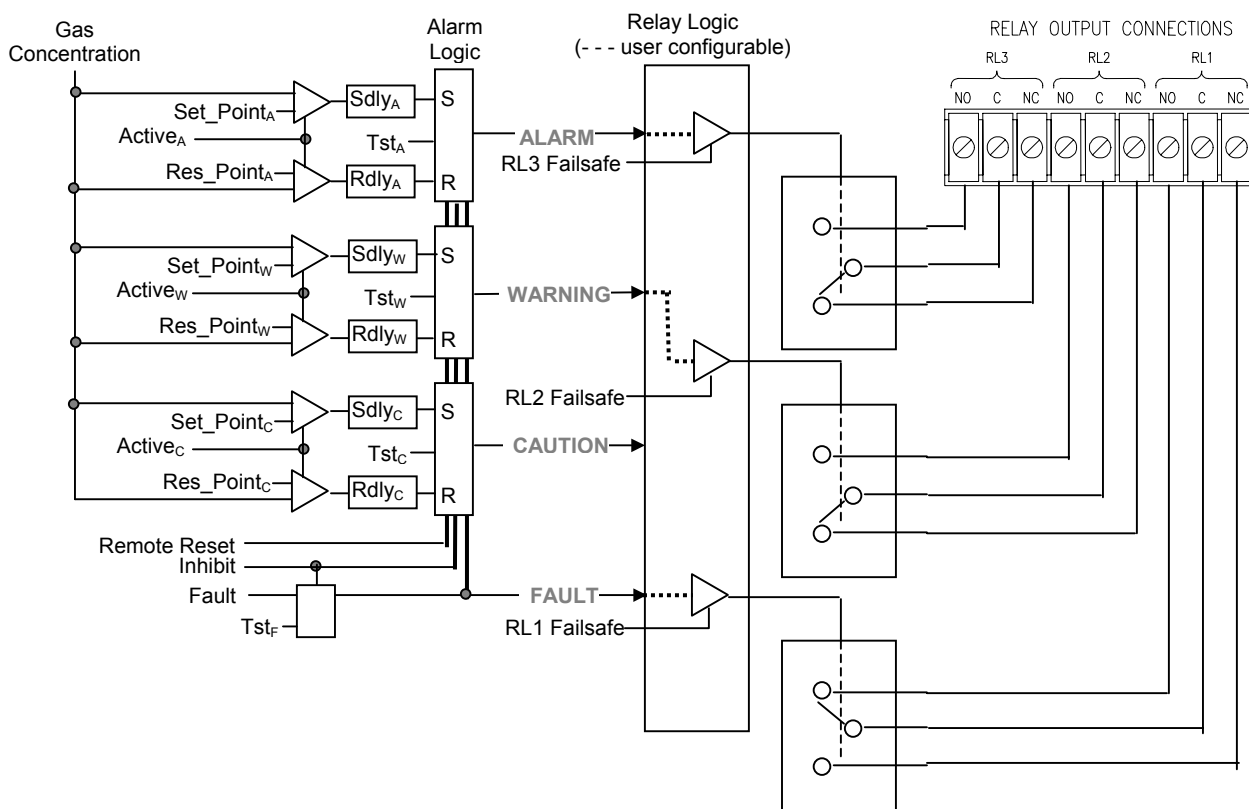 Gas
Concentration
Alarm
Logic
Relay Logic
(- - - user configurable)
RELAY OUTPUT CONNECTIONS
RL3 RL2 RL1
NO C NC NO C NC NO C NC
Set_PointA
SdlyA
S
ActiveA
TstA
ALARM
RL3 Failsafe
Res_PointA
RdlyA
R
Set_PointW
SdlyW
S
ActiveW
TstW
WARNING
Res_PointW
RdlyW
R
RL2 Failsafe
Set_PointC
SdlyC
S
ActiveC
TstC
CAUTION
Res_PointC
RdlyC
R
Remote Reset
Inhibit
Fault
FAULT
TstF
RL1 Failsafe